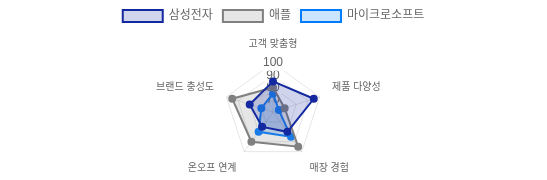 삼성전자 애플 마이크로소프트
고객 맞춤형
100
90
브랜드 충성도 제품 다양성
온오프 연계 매장 경험